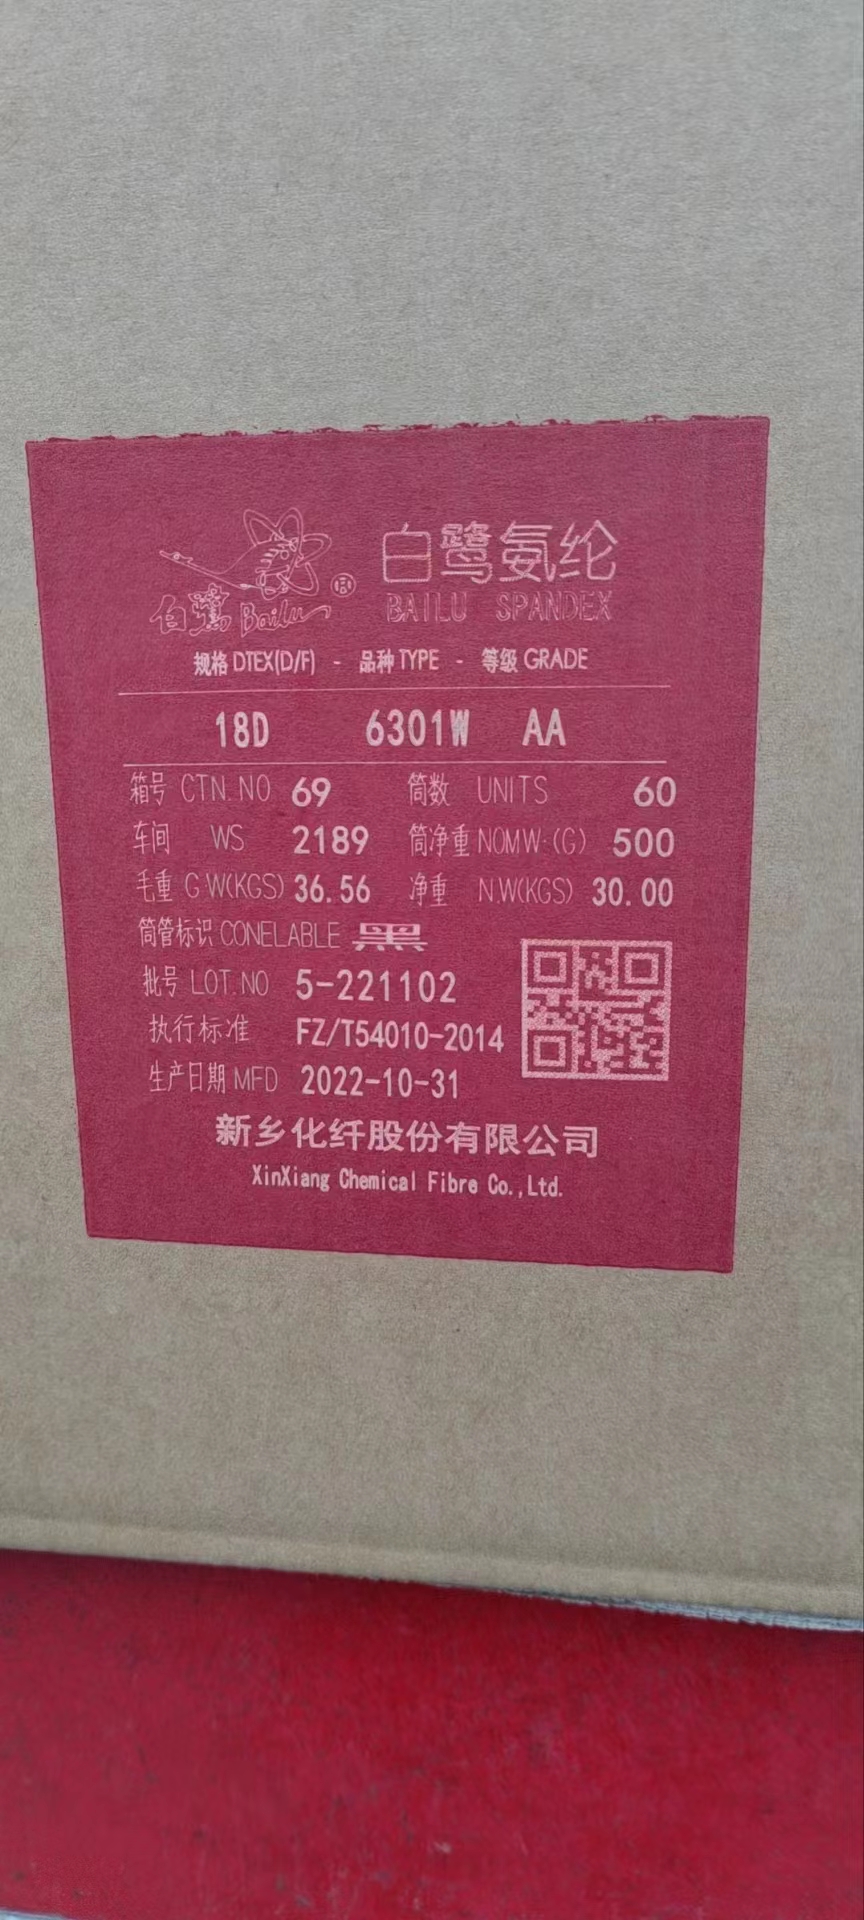 白鹭 Bailu ® 白鹭氨纶
BAILU SPANDEX
规格 DTEX(D/F) - 品种 TYPE - 等级 GRADE
18D 6301W AA
箱号 CTN.NO 69 筒数 UNITS 60
车间 WS 2189 筒净重 NOMW·(G) 500
毛重 G·W(KGS) 36.56 净重 N.W(KGS) 30.00
筒管标识 CONELABLE 黑
批号 LOT.NO 5-221102
执行标准 FZ/T54010-2014
生产日期 MFD 2022-10-31
新乡化纤股份有限公司
XinXiang Chemical Fibre Co.,Ltd.